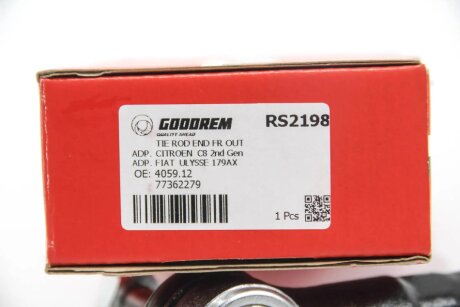 GOODREM RS2198
QUALITY AHEAD
TIE ROD END FR OUT
ADP. CITROEN C8 2nd Gen
ADP. FIAT ULYSSE 179AX
OE: 4059.12
77362279
1 Pcs